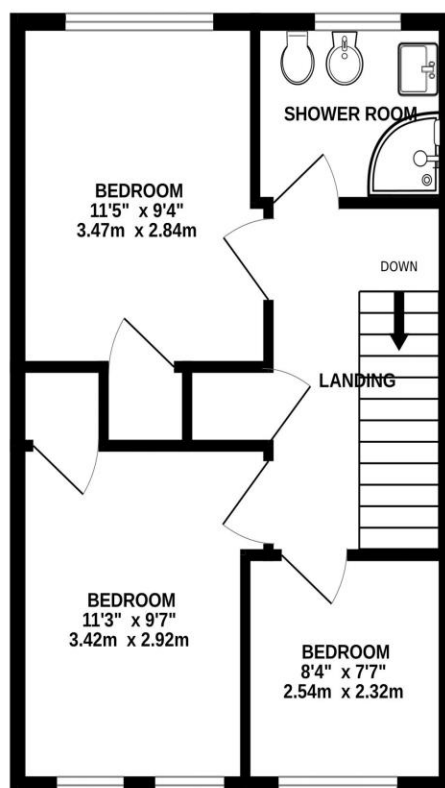 SHOWER ROOM
BEDROOM
11'5" x 9'4"
3.47m x 2.84m
DOWN
LANDING
BEDROOM
11'3" x 9'7"
3.42m x 2.92m
BEDROOM
8'4" x 7'7"
2.54m x 2.32m